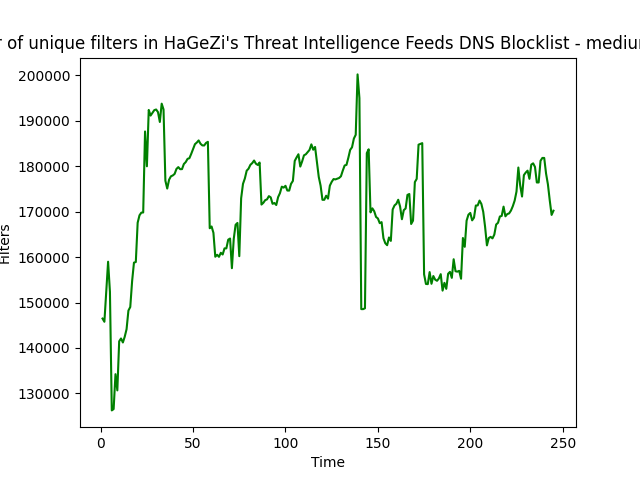 of unique filters in HaGeZi's Threat Intelligence Feeds DNS Blocklist - 
200000
190000
180000
170000
160000
150000
140000
130000
Filters
0 50 100 150 200 250
Time